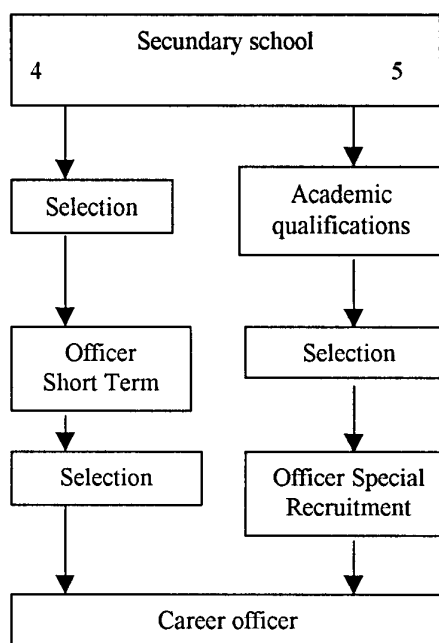 Secundary school
4 5
Selection
Academic
qualifications
Officer
Short Term
Selection
Selection
Officer Special
Recruitment
Career officer